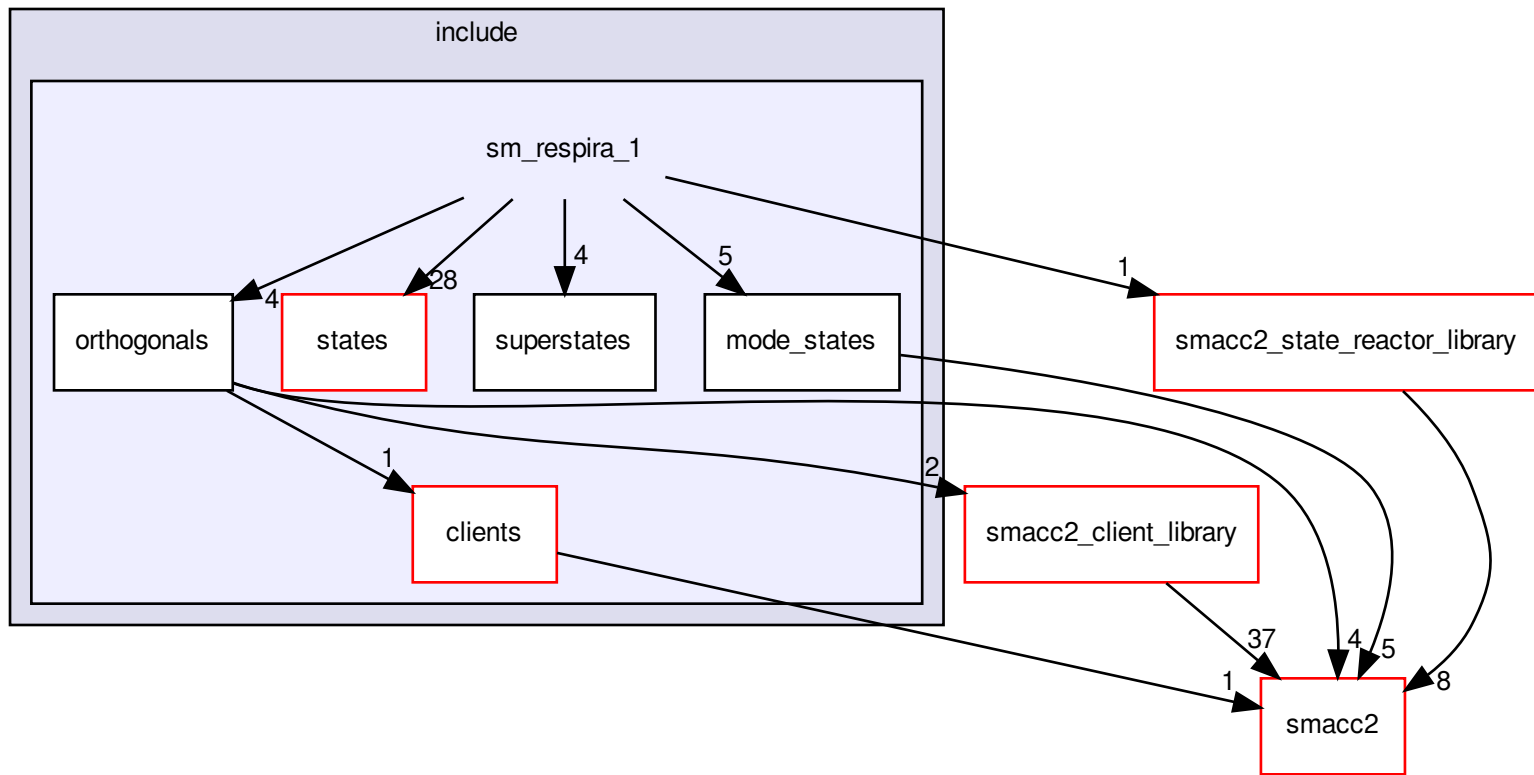 include
sm_respira_1
5
4
28
4
1
orthogonals
states
superstates
mode_states
smacc2_state_reactor_library
1
2
clients
smacc2_client_library
37
4
5
1
8
smacc2